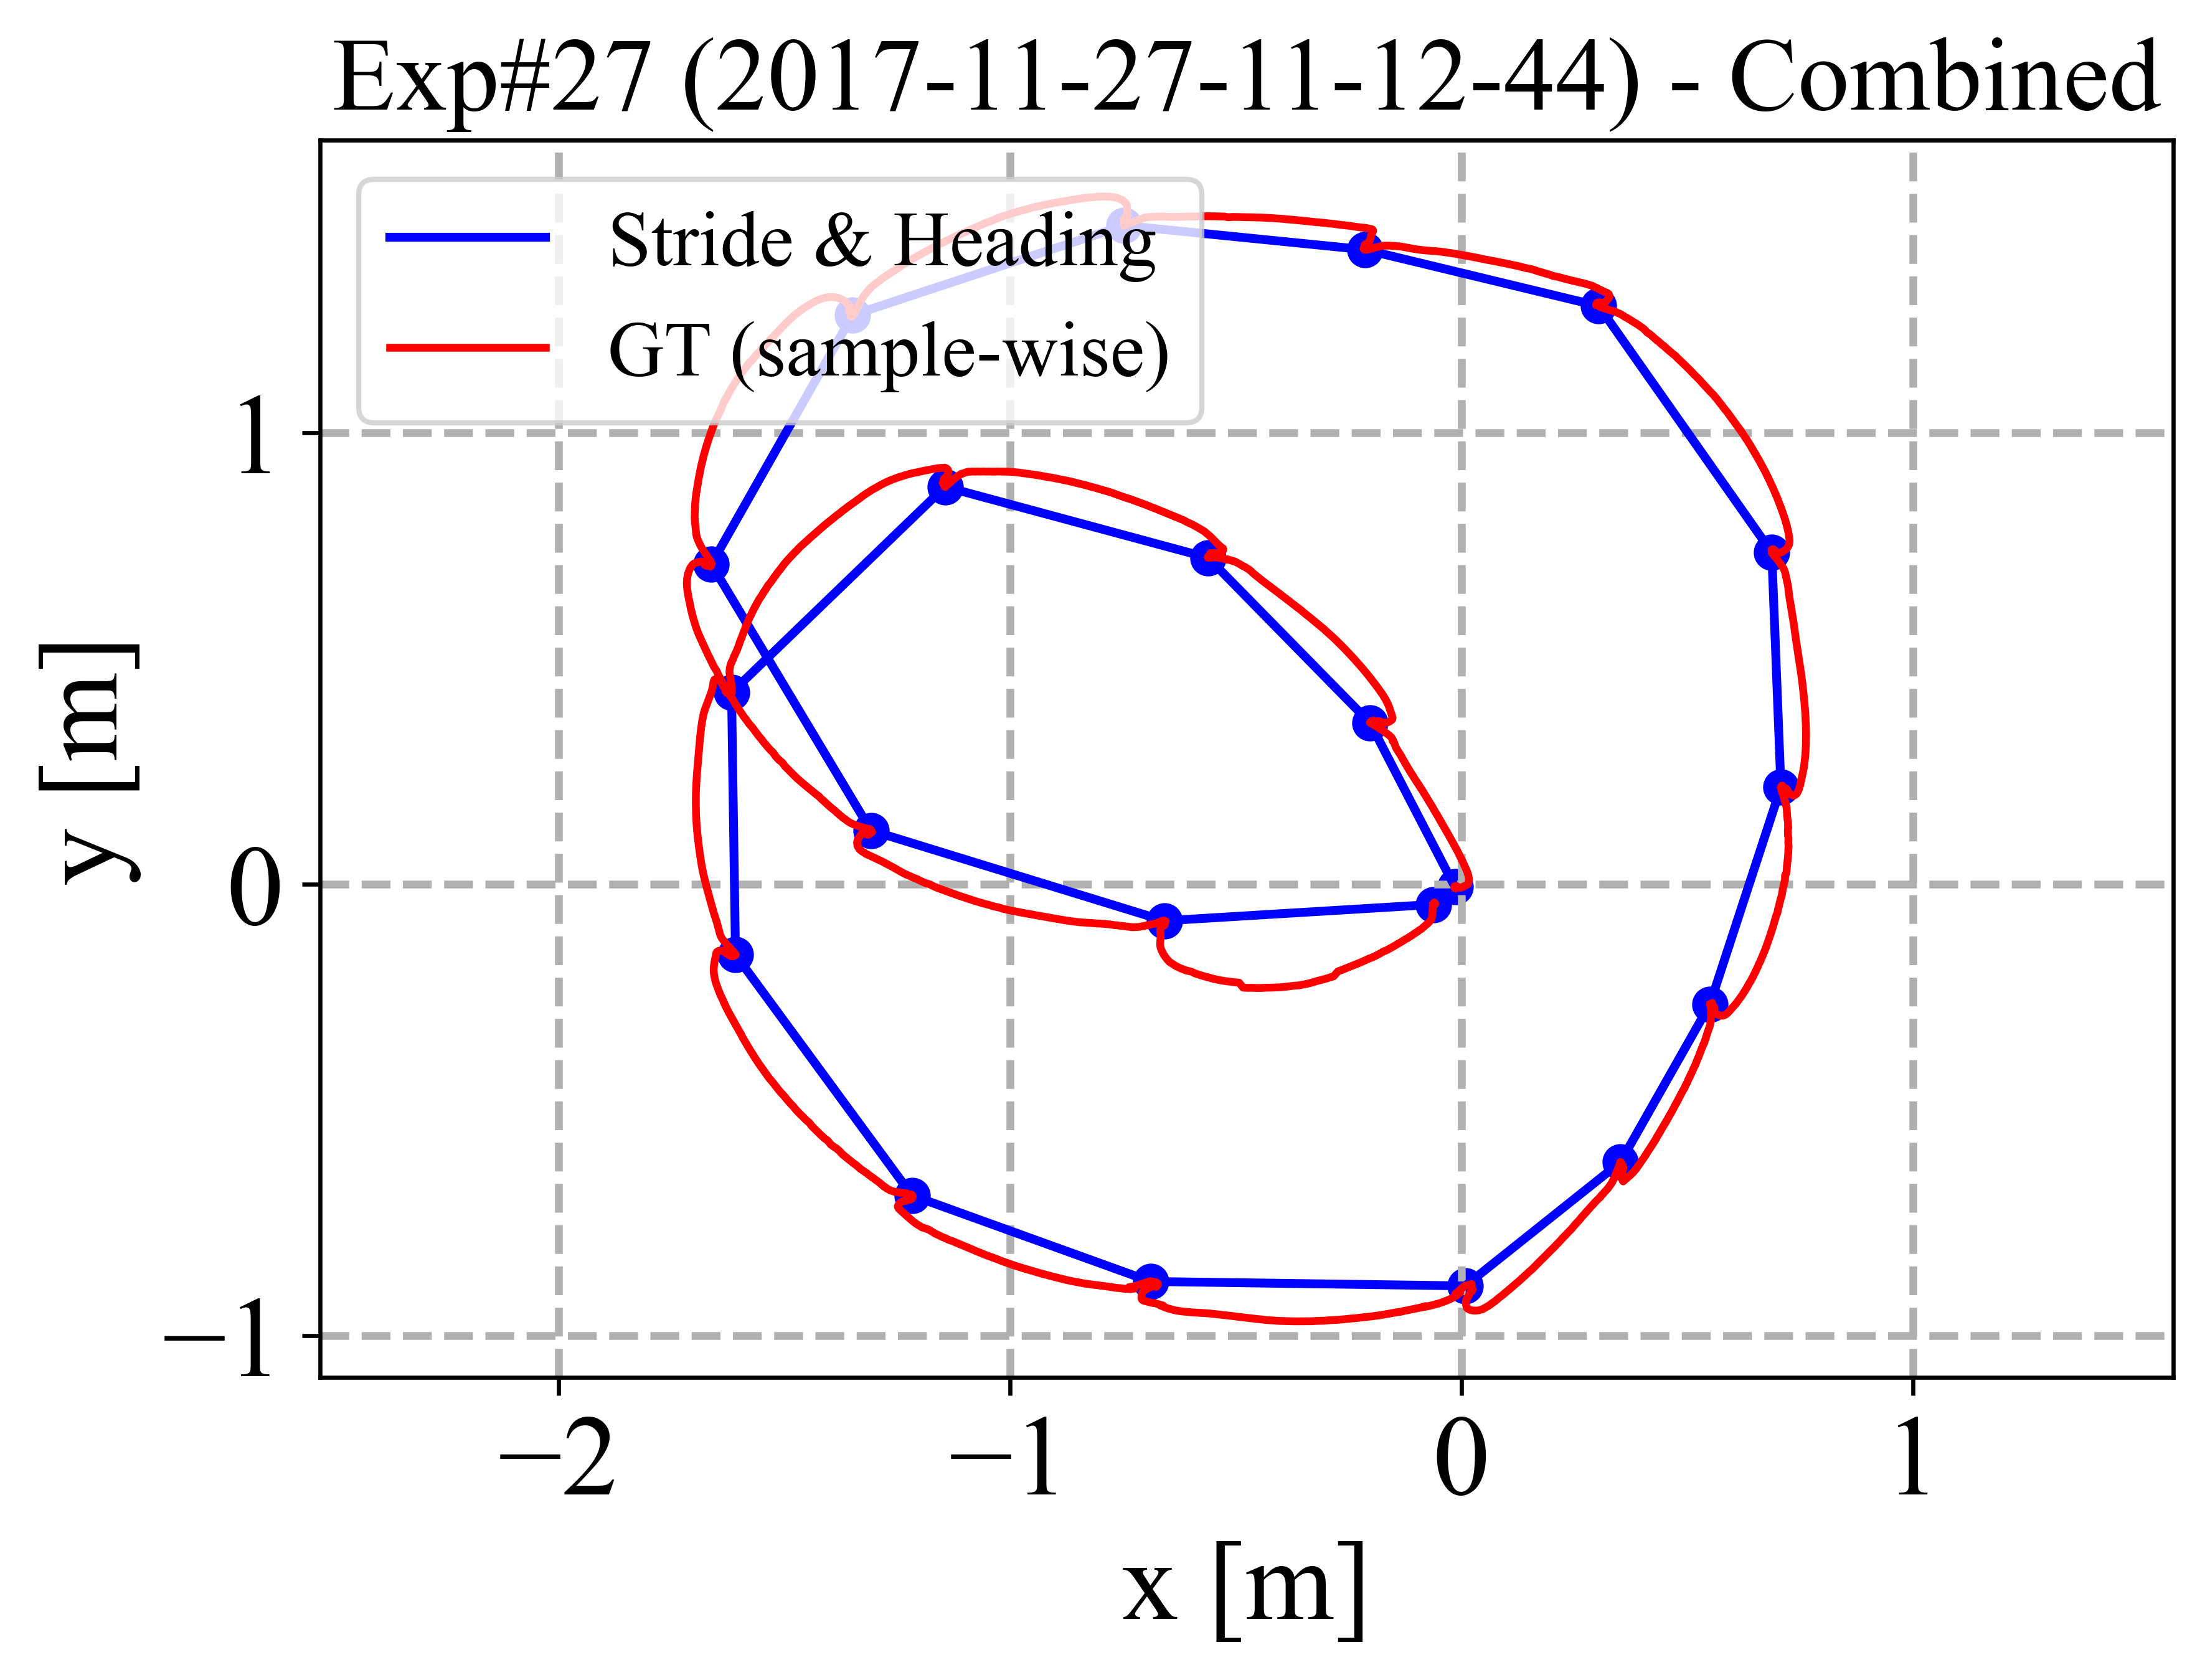 Exp#27 (2017-11-27-11-12-44) - Combined
Stride & Heading
GT (sample-wise)
1
0
−1
y [m]
−2
−1
0
1
x [m]